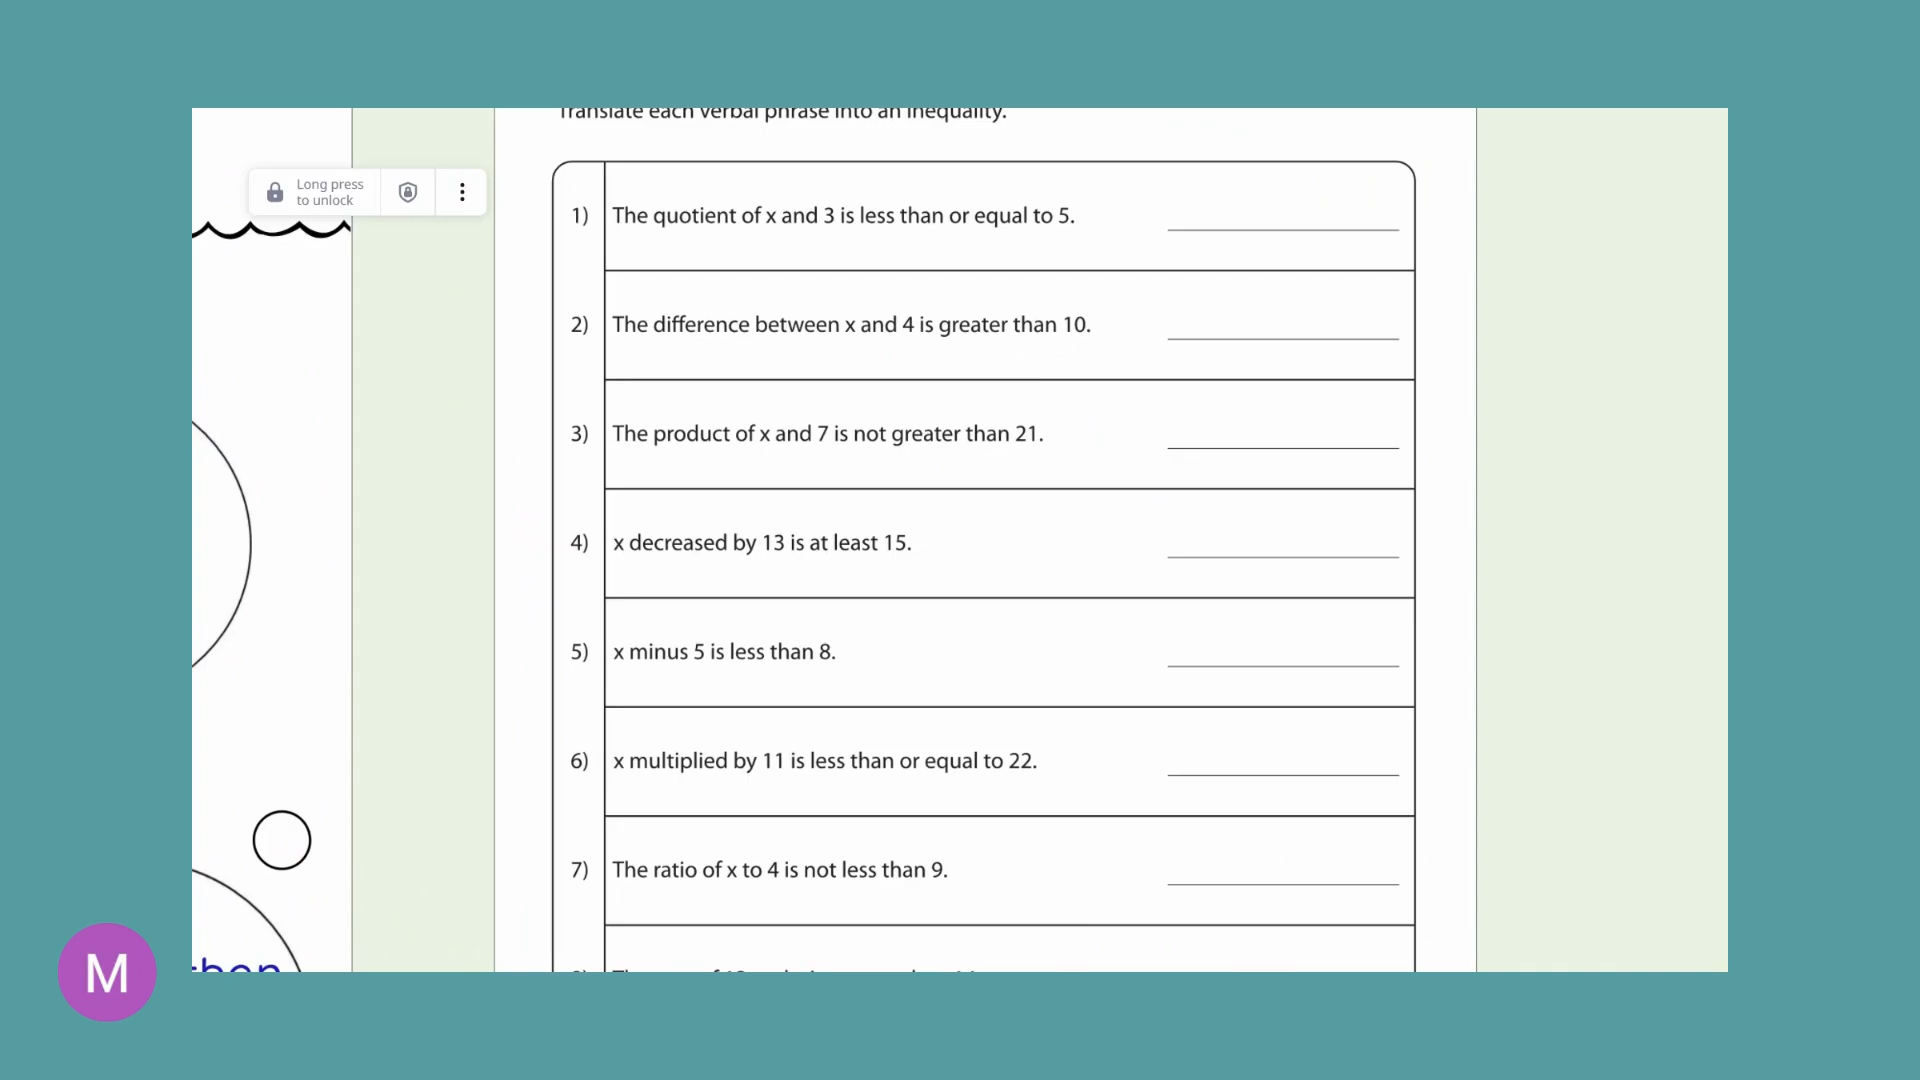 Translate each verbal phrase into an inequality.
Long press
to unlock
1) The quotient of x and 3 is less than or equal to 5.
2) The difference between x and 4 is greater than 10.
3) The product of x and 7 is not greater than 21.
4) x decreased by 13 is at least 15.
5) x minus 5 is less than 8.
6) x multiplied by 11 is less than or equal to 22.
7) The ratio of x to 4 is not less than 9.
M